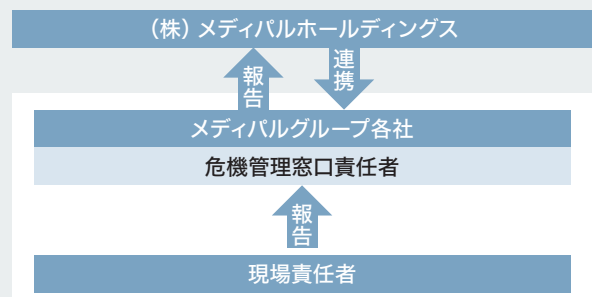 (株)メディパルホールディングス
報告
連携
メディパルグループ各社
危機管理窓口責任者
報告
現場責任者